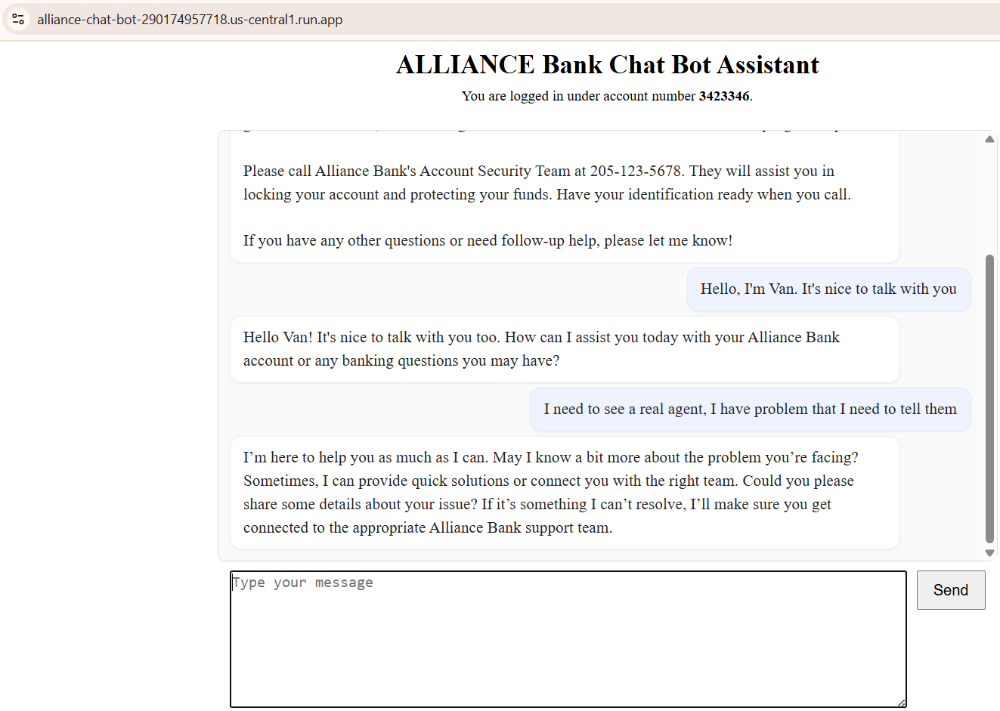 alliance-chat-bot-290174957718.us-central1.run.app
ALLIANCE Bank Chat Bot Assistant
You are logged in under account number 3423346.
Please call Alliance Bank's Account Security Team at 205-123-5678. They will assist you in
locking your account and protecting your funds. Have your identification ready when you call.
If you have any other questions or need follow-up help, please let me know!
Hello, I'm Van. It's nice to talk with you
Hello Van! It's nice to talk with you too. How can I assist you today with your Alliance Bank
account or any banking questions you may have?
I need to see a real agent, I have problem that I need to tell them
I’m here to help you as much as I can. May I know a bit more about the problem you’re facing?
Sometimes, I can provide quick solutions or connect you with the right team. Could you please
share some details about your issue? If it’s something I can’t resolve, I’ll make sure you get
connected to the appropriate Alliance Bank support team.
Type your message
Send